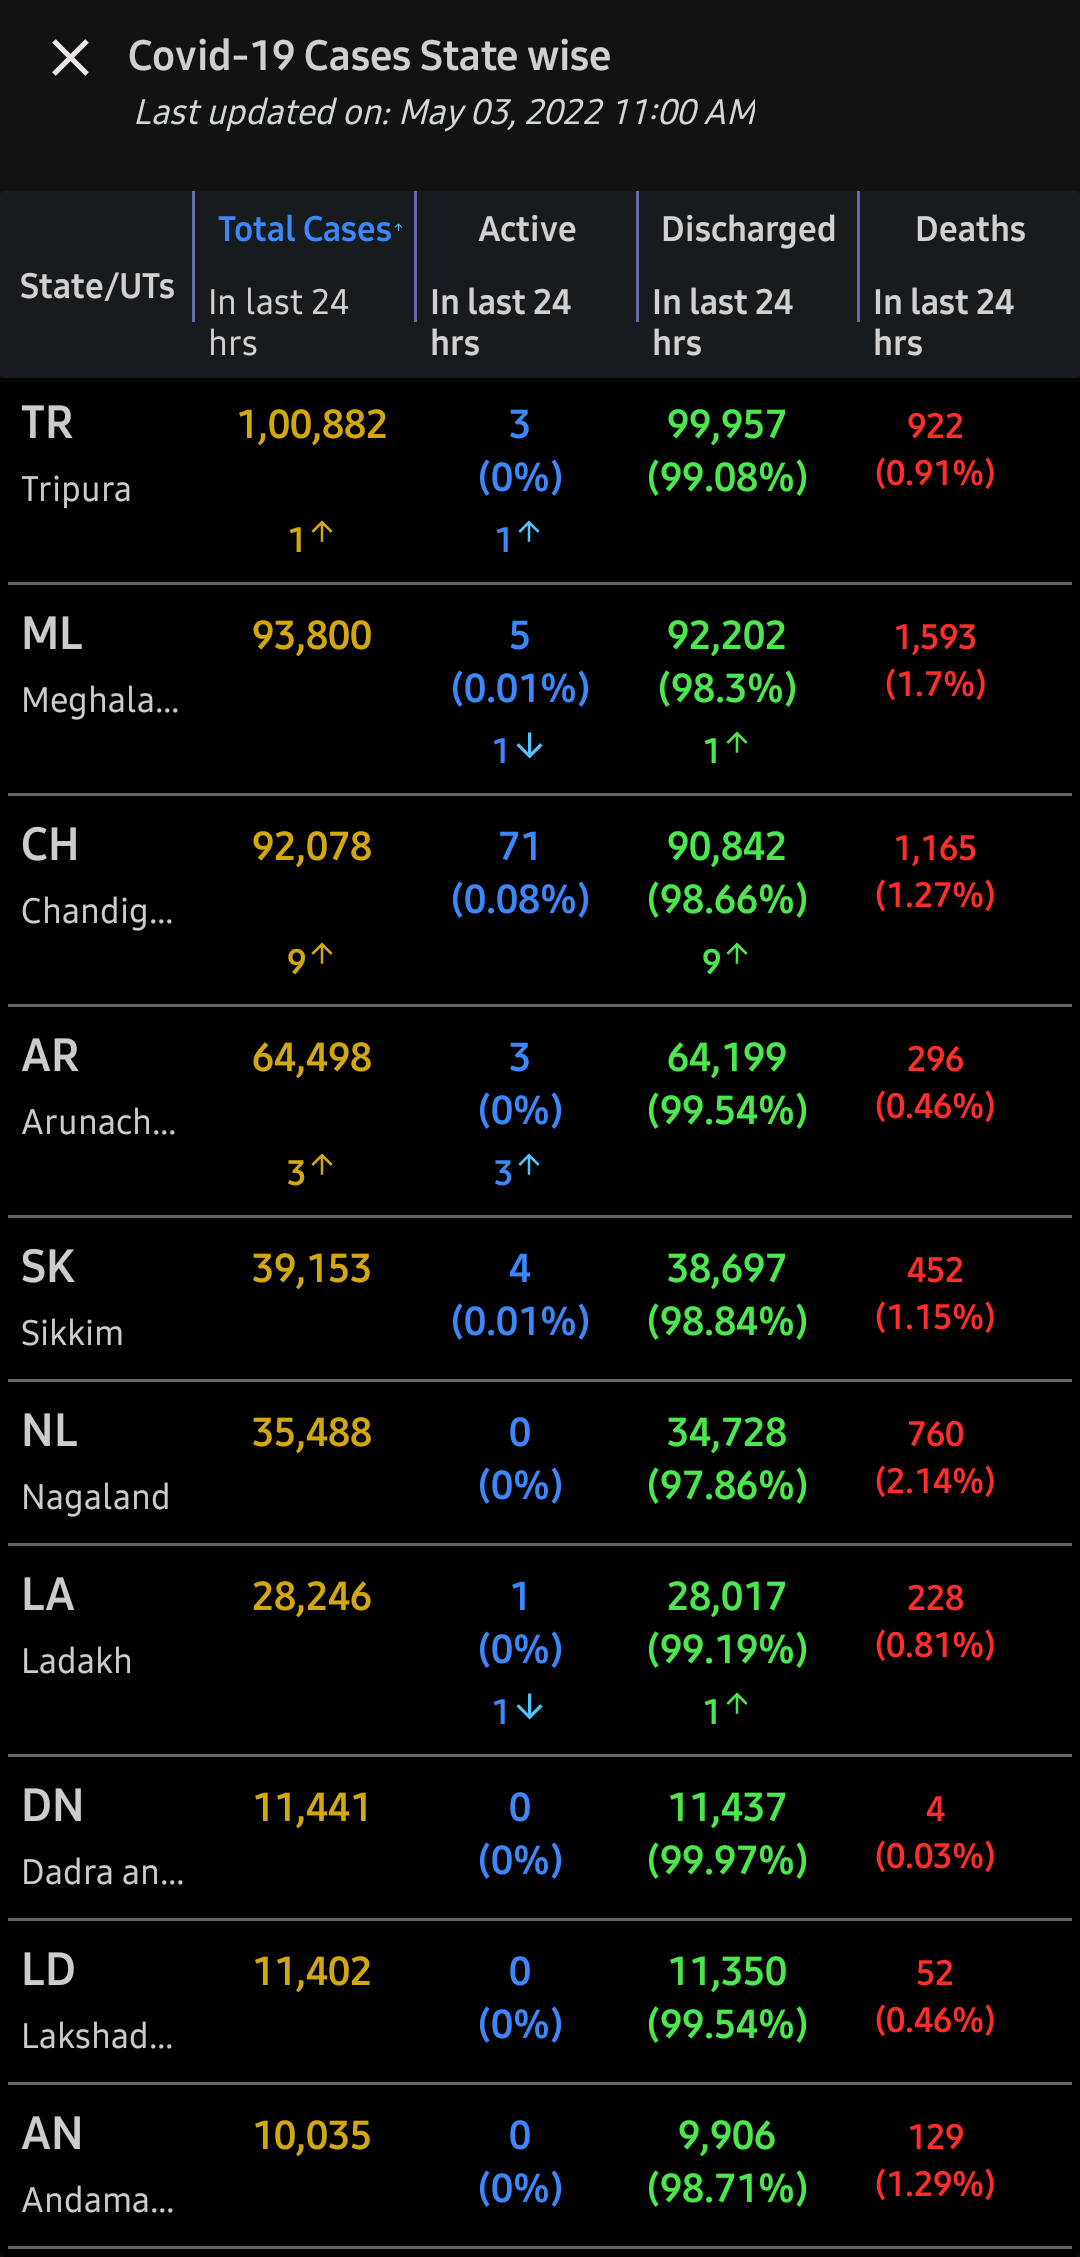 Covid-19 Cases State wise
Last updated on: May 03, 2022 11:00 AM
State/UTs Total Cases↑ Active Discharged Deaths
In last 24 hrs In last 24 hrs In last 24 hrs In last 24 hrs
TR 1,00,882 3 99,957 922
Tripura (0%) (99.08%) (0.91%)
1↑ 1↑
ML 93,800 5 92,202 1,593
Meghala... (0.01%) (98.3%) (1.7%)
1↓ 1↑
CH 92,078 71 90,842 1,165
Chandig... (0.08%) (98.66%) (1.27%)
9↑ 9↑
AR 64,498 3 64,199 296
Arunach... (0%) (99.54%) (0.46%)
3↑ 3↑
SK 39,153 4 38,697 452
Sikkim (0.01%) (98.84%) (1.15%)
NL 35,488 0 34,728 760
Nagaland (0%) (97.86%) (2.14%)
LA 28,246 1 28,017 228
Ladakh (0%) (99.19%) (0.81%)
1↓ 1↑
DN 11,441 0 11,437 4
Dadra an... (0%) (99.97%) (0.03%)
LD 11,402 0 11,350 52
Lakshad... (0%) (99.54%) (0.46%)
AN 10,035 0 9,906 129
Andama... (0%) (98.71%) (1.29%)